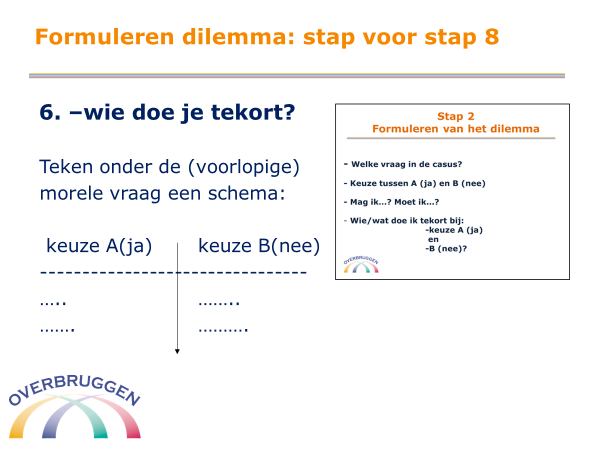 Formuleren dilemma: stap voor stap 8
6. –wie doe je tekort?
Teken onder de (voorlopige)
morele vraag een schema:
keuze A(ja) keuze B(nee)
--------------------------------
….. ……..
……. ……….
OVERBRUGGEN
Stap 2
Formuleren van het dilemma
- Welke vraag in de casus?
- Keuze tussen A (ja) en B (nee)
- Mag ik…? Moet ik…?
- Wie/wat doe ik tekort bij:
-keuze A (ja)
en
-B (nee)?
OVERBRUGGEN